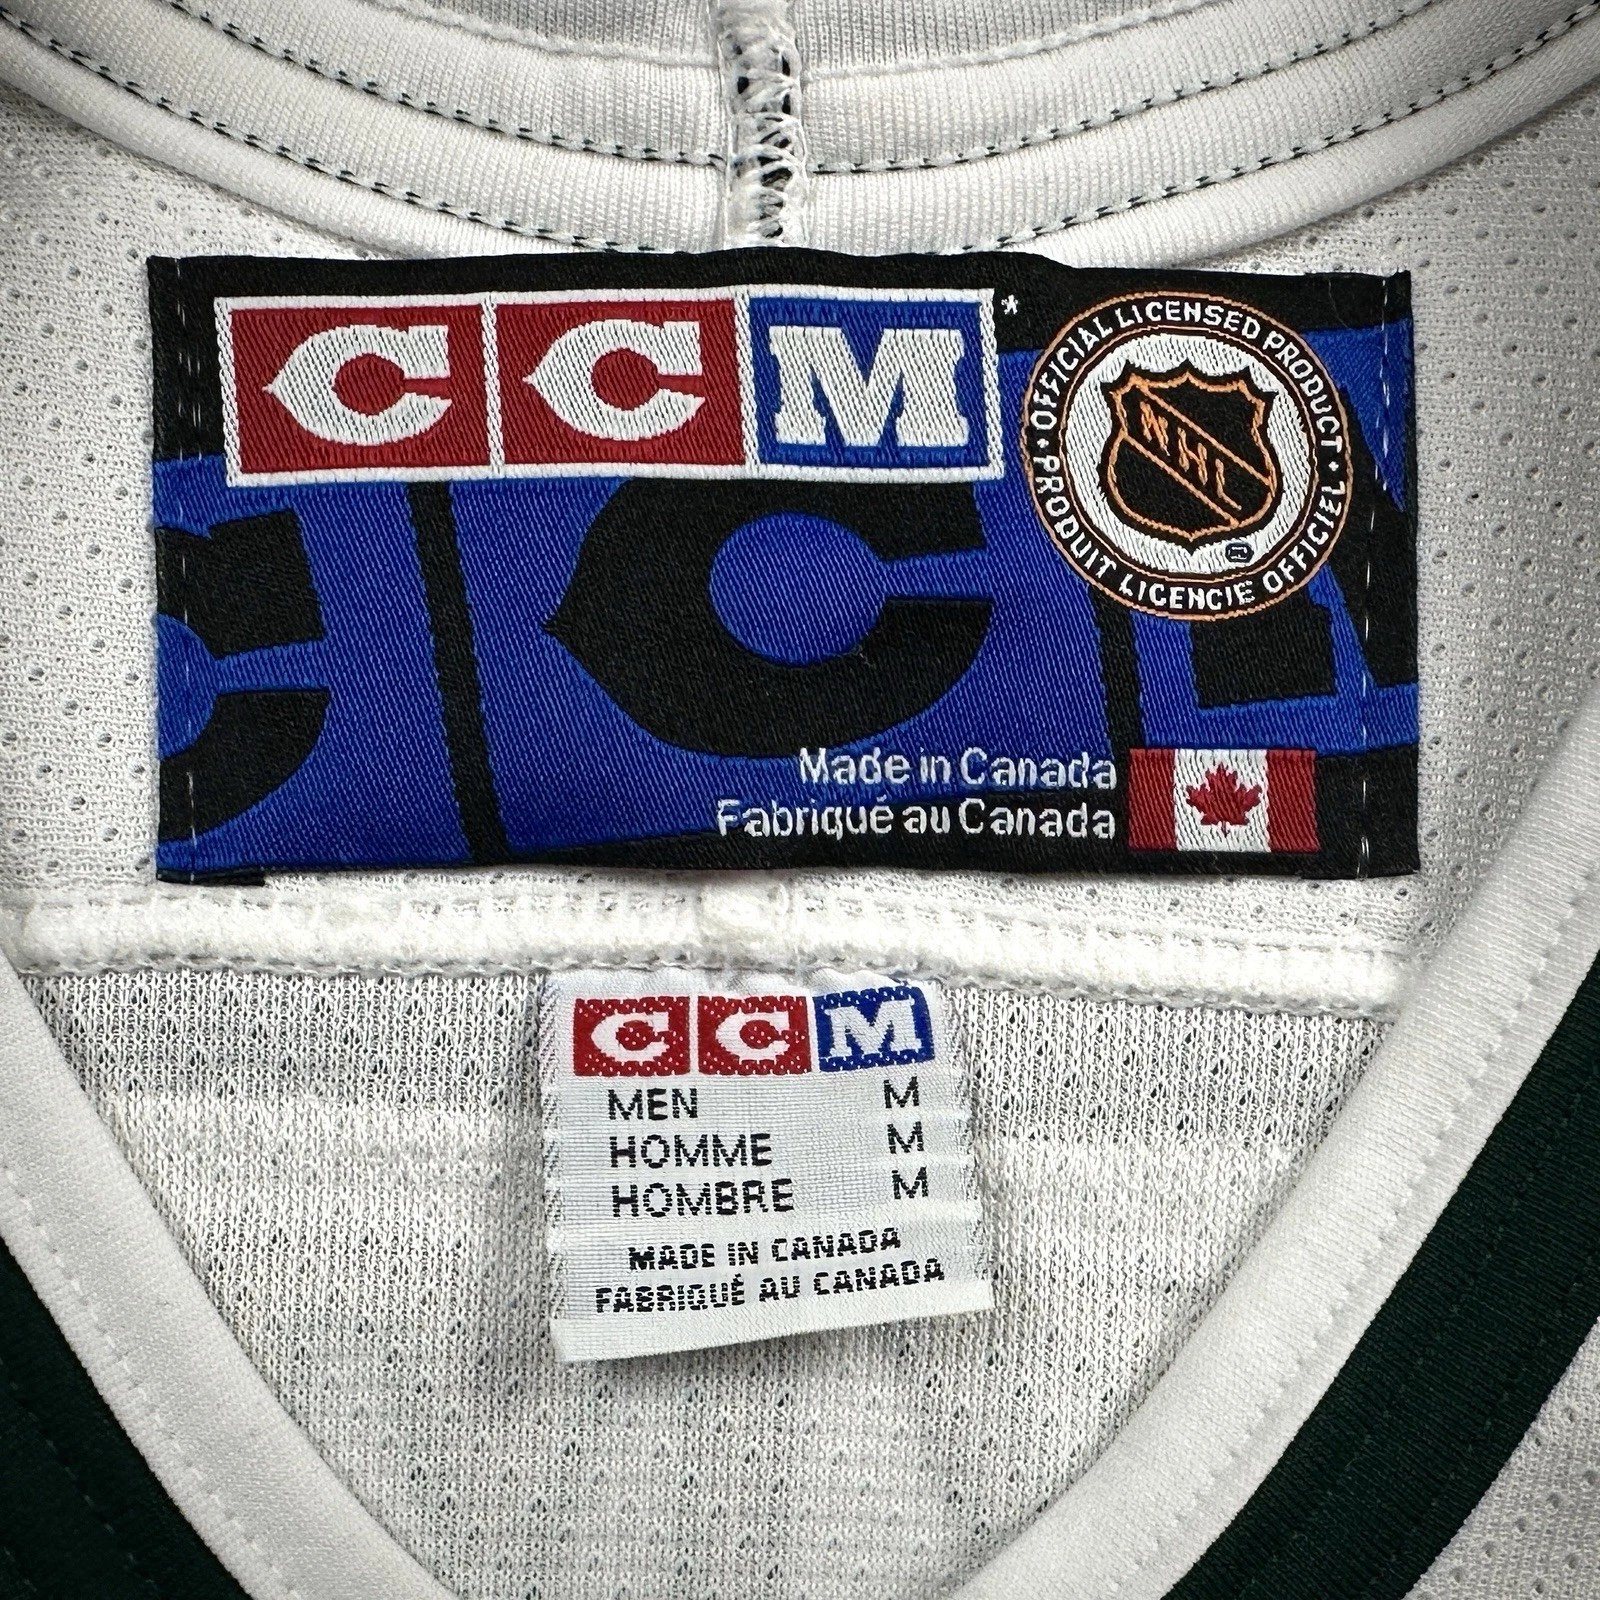 CCM*
OFFICIAL LICENSED PRODUCT
NHL
PRODUIT LICENCIE OFFICIEL
Made in Canada
Fabriqué au Canada
CCM
MEN M
HOMME M
HOMBRE M
MADE IN CANADA
FABRIQUÉ AU CANADA